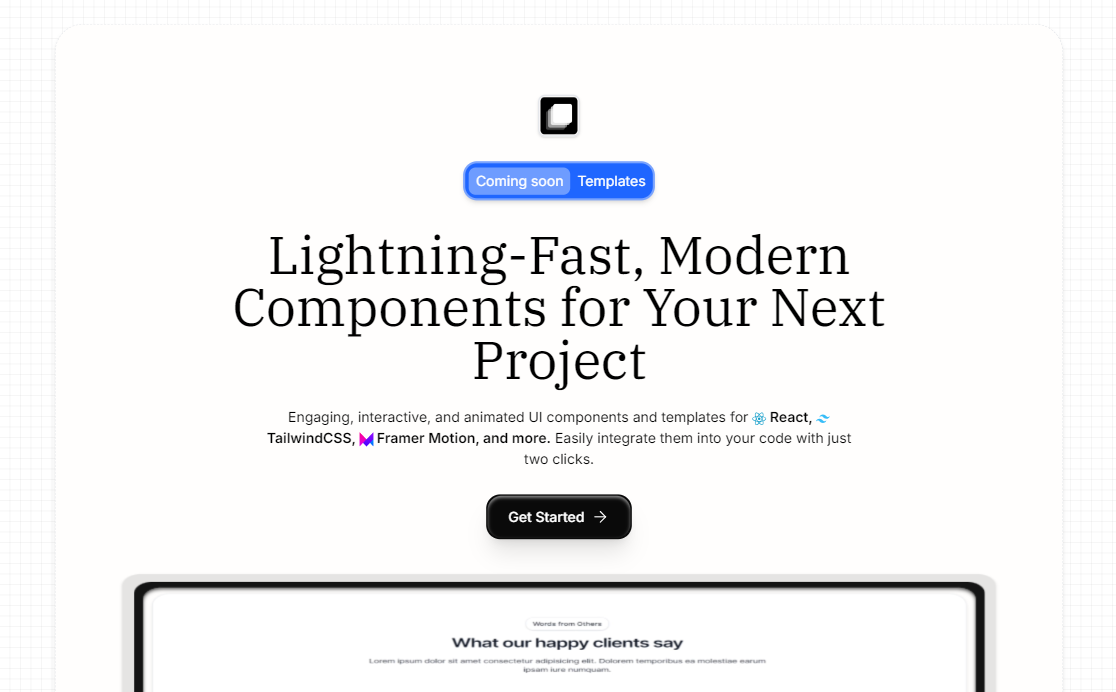 Coming soon Templates
Lightning-Fast, Modern
Components for Your Next
Project
Engaging, interactive, and animated UI components and templates for React,
TailwindCSS, Framer Motion, and more. Easily integrate them into your code with just
two clicks.
Get Started
Words from Others
What our happy clients say
Lorem ipsum dolor sit amet consectetur adipisicing elit. Dolorem temporibus ea molestiae earum
ipsam iure numquam.